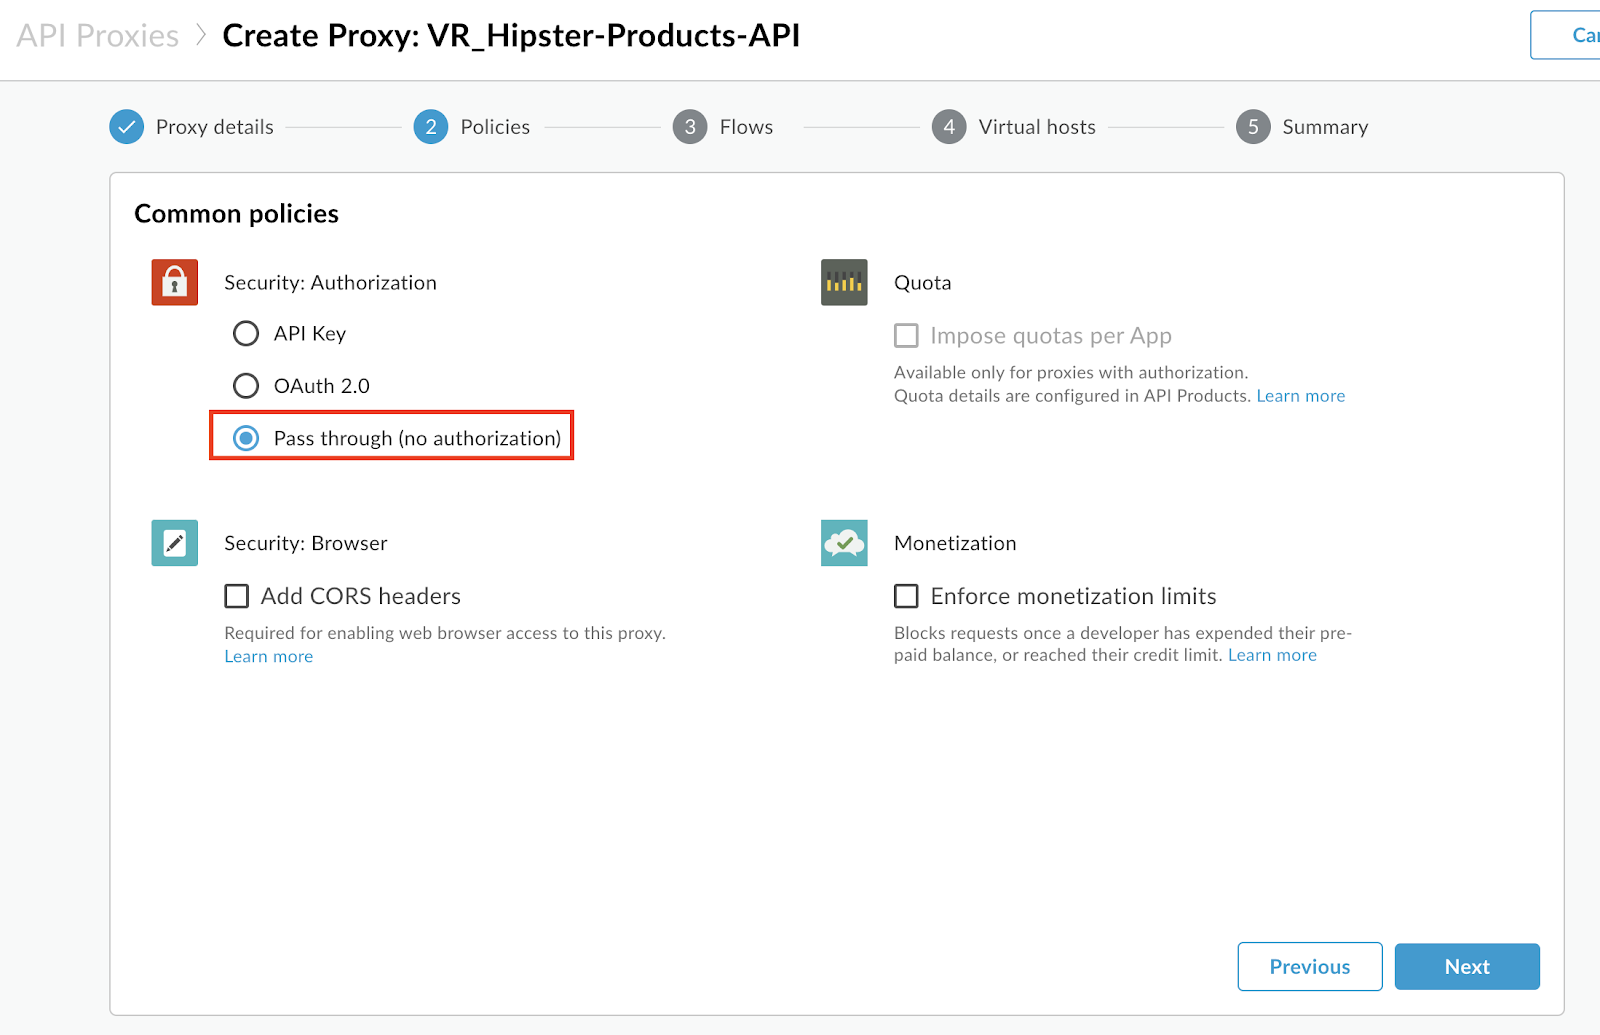 API Proxies > Create Proxy: VR_Hipster-Products-API
Proxy details
2 Policies
3 Flows
4 Virtual hosts
5 Summary
Common policies
Security: Authorization
API Key
OAuth 2.0
Pass through (no authorization)
Quota
Impose quotas per App
Available only for proxies with authorization.
Quota details are configured in API Products. Learn more
Security: Browser
Add CORS headers
Required for enabling web browser access to this proxy.
Learn more
Monetization
Enforce monetization limits
Blocks requests once a developer has expended their pre-
paid balance, or reached their credit limit. Learn more
Previous
Next